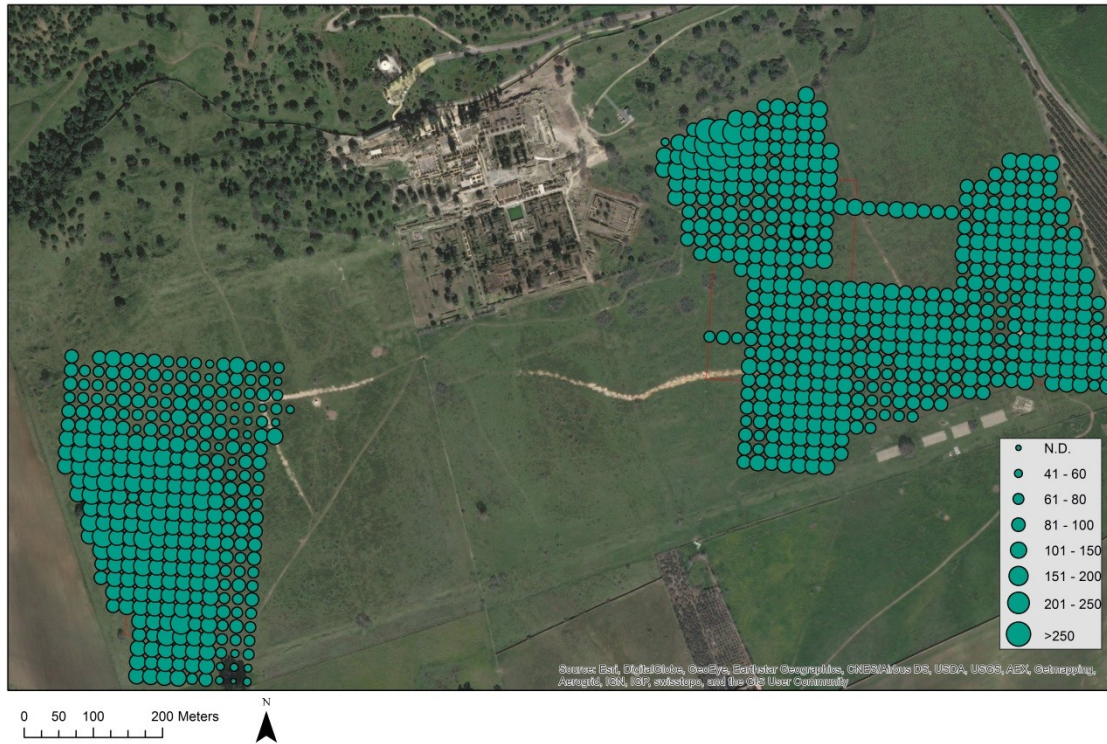 N.D.
41 - 60
61 - 80
81 - 100
101 - 150
151 - 200
201 - 250
>250
Source: Esri, DigitalGlobe, GeoEye, Earthstar Geographics, CNES/Airbus DS, USDA, USGS, AEX, Getmapping,
Aerogrid, IGN, IGP, swisstopo, and the GIS User Community
0 50 100 200 Meters
N